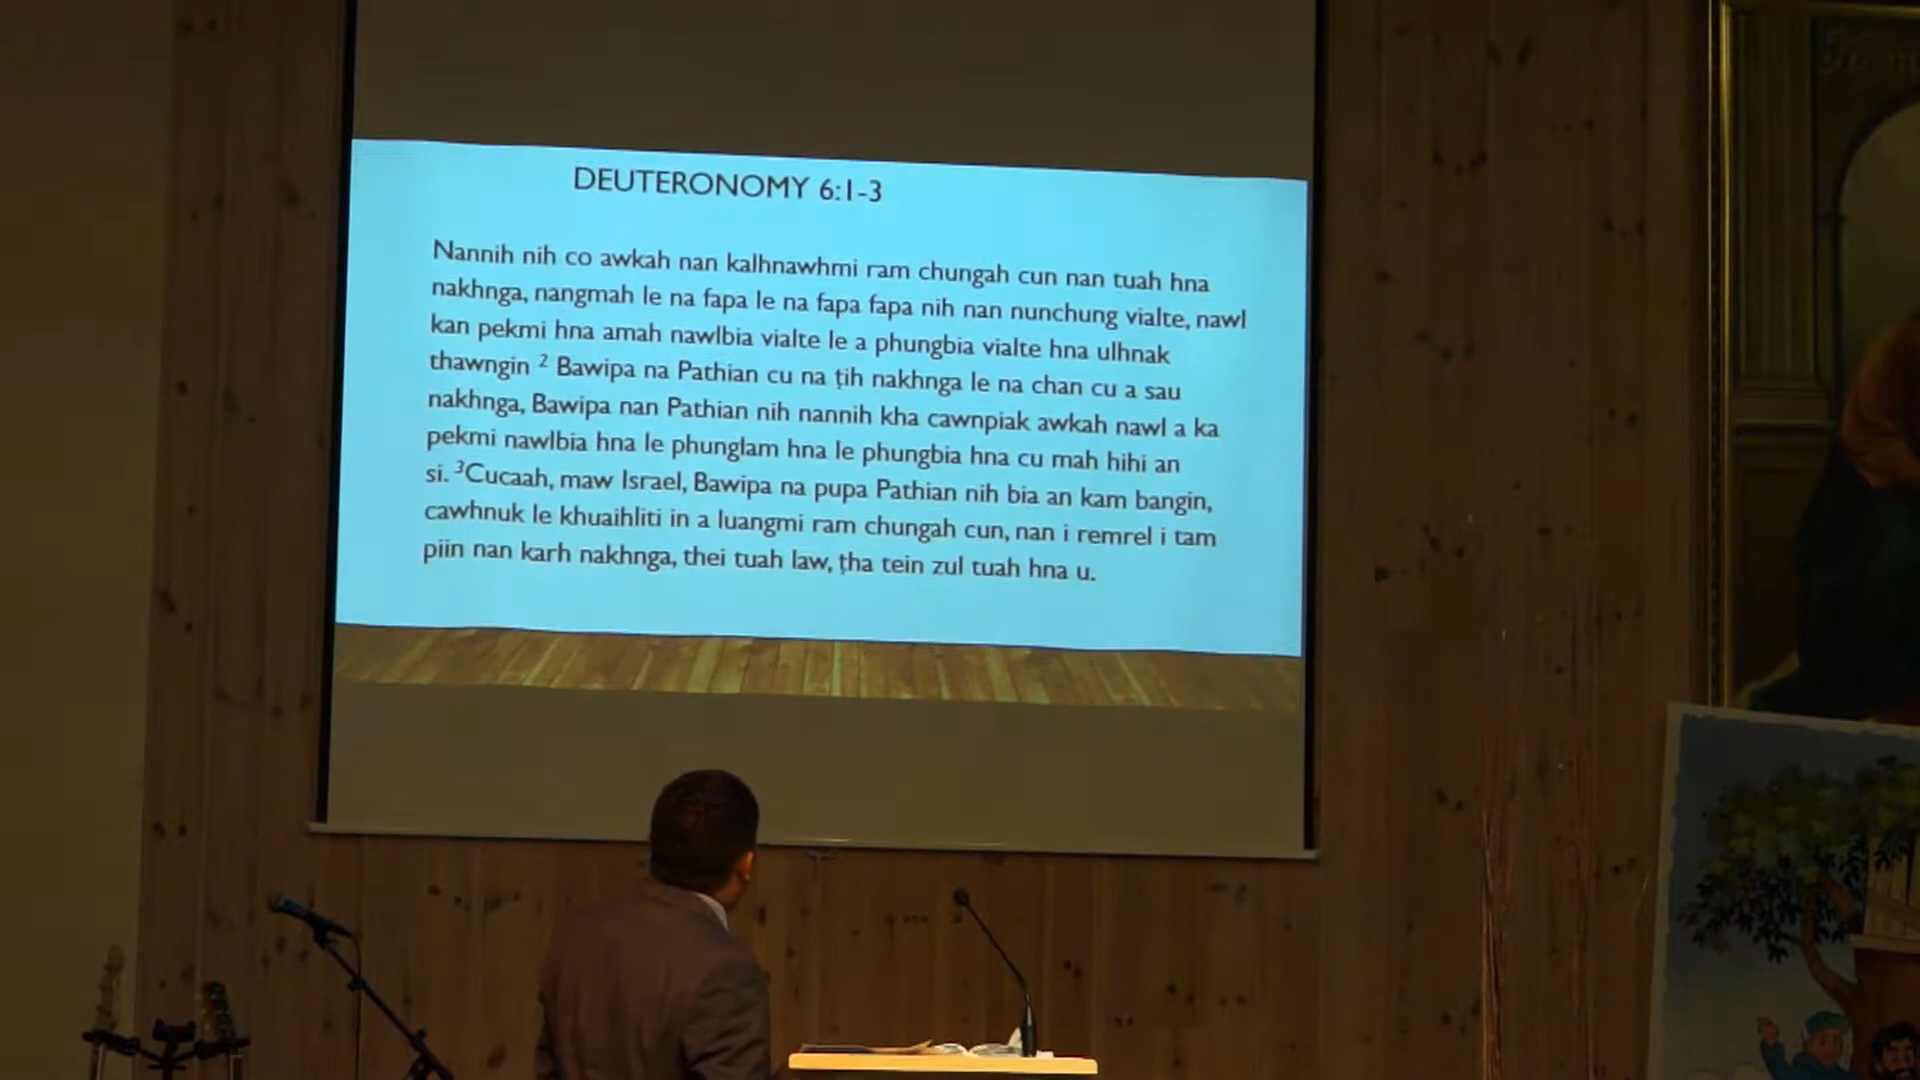 DEUTERONOMY 6:1-3
Nannih nih co awkah nan kalhnawhmi ram chungah cun nan tuah hna
nakhnga, nangmah le na fapa le na fapa fapa nih nan nunchung vialte, nawl
kan pekmi hna amah nawlbia vialte le a phungbia vialte hna ulhnak
thawngin ² Bawipa na Pathian cu na ṭih nakhnga le na chan cu a sau
nakhnga, Bawipa nan Pathian nih nannih kha cawnpiak awkah nawl a ka
pekmi nawlbia hna le phunglam hna le phungbia hna cu mah hihi an
si. ³Cucaah, maw Israel, Bawipa na pupa Pathian nih bia an kam bangin,
cawhnuk le khuaihliti in a luangmi ram chungah cun, nan i remrel i tam
piin nan karh nakhnga, thei tuah law, ṭha tein zul tuah hna u.